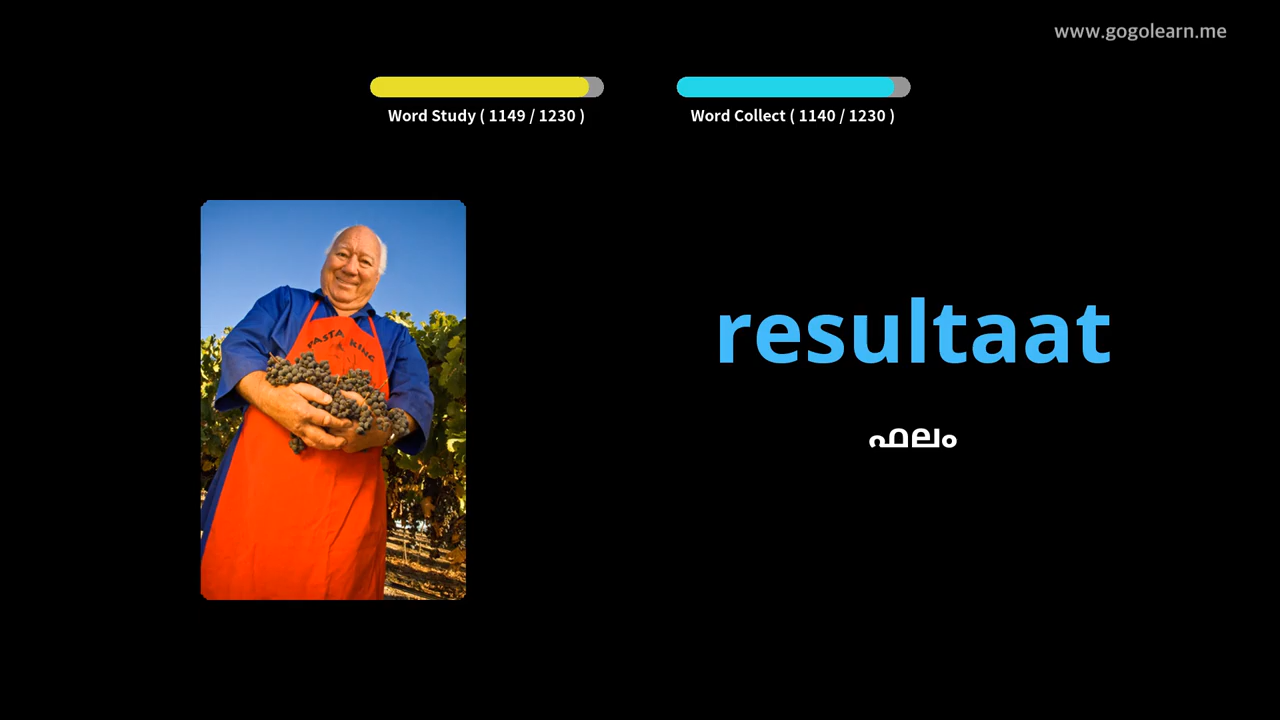 www.gogolearn.me
Word Study ( 1149 / 1230 )
Word Collect ( 1140 / 1230 )
PASTA KING
resultaat
ഫലം